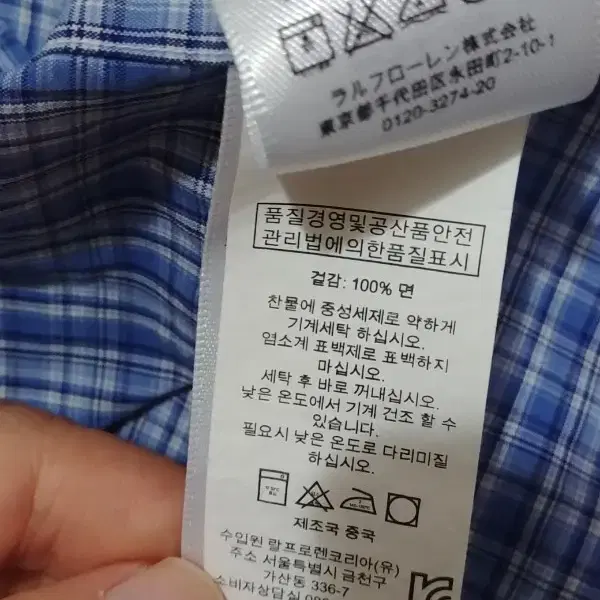 ラルフローレン株式会社
東京都千代田区永田町2-10-1
0120-3274-20
품질경영및공산품안전
관리법에의한품질표시
겉감: 100% 면
찬물에 중성세제로 약하게
기계세탁 하십시오.
염소계 표백제로 표백하지
마십시오.
세탁 후 바로 꺼내십시오.
낮은 온도에서 기계 건조 할 수
있습니다.
필요시 낮은 온도로 다리미질
하십시오.
제조국 중국
수입원 랄프로렌코리아(유)
주소 서울특별시 금천구
가산동 336-7
소비자상담실